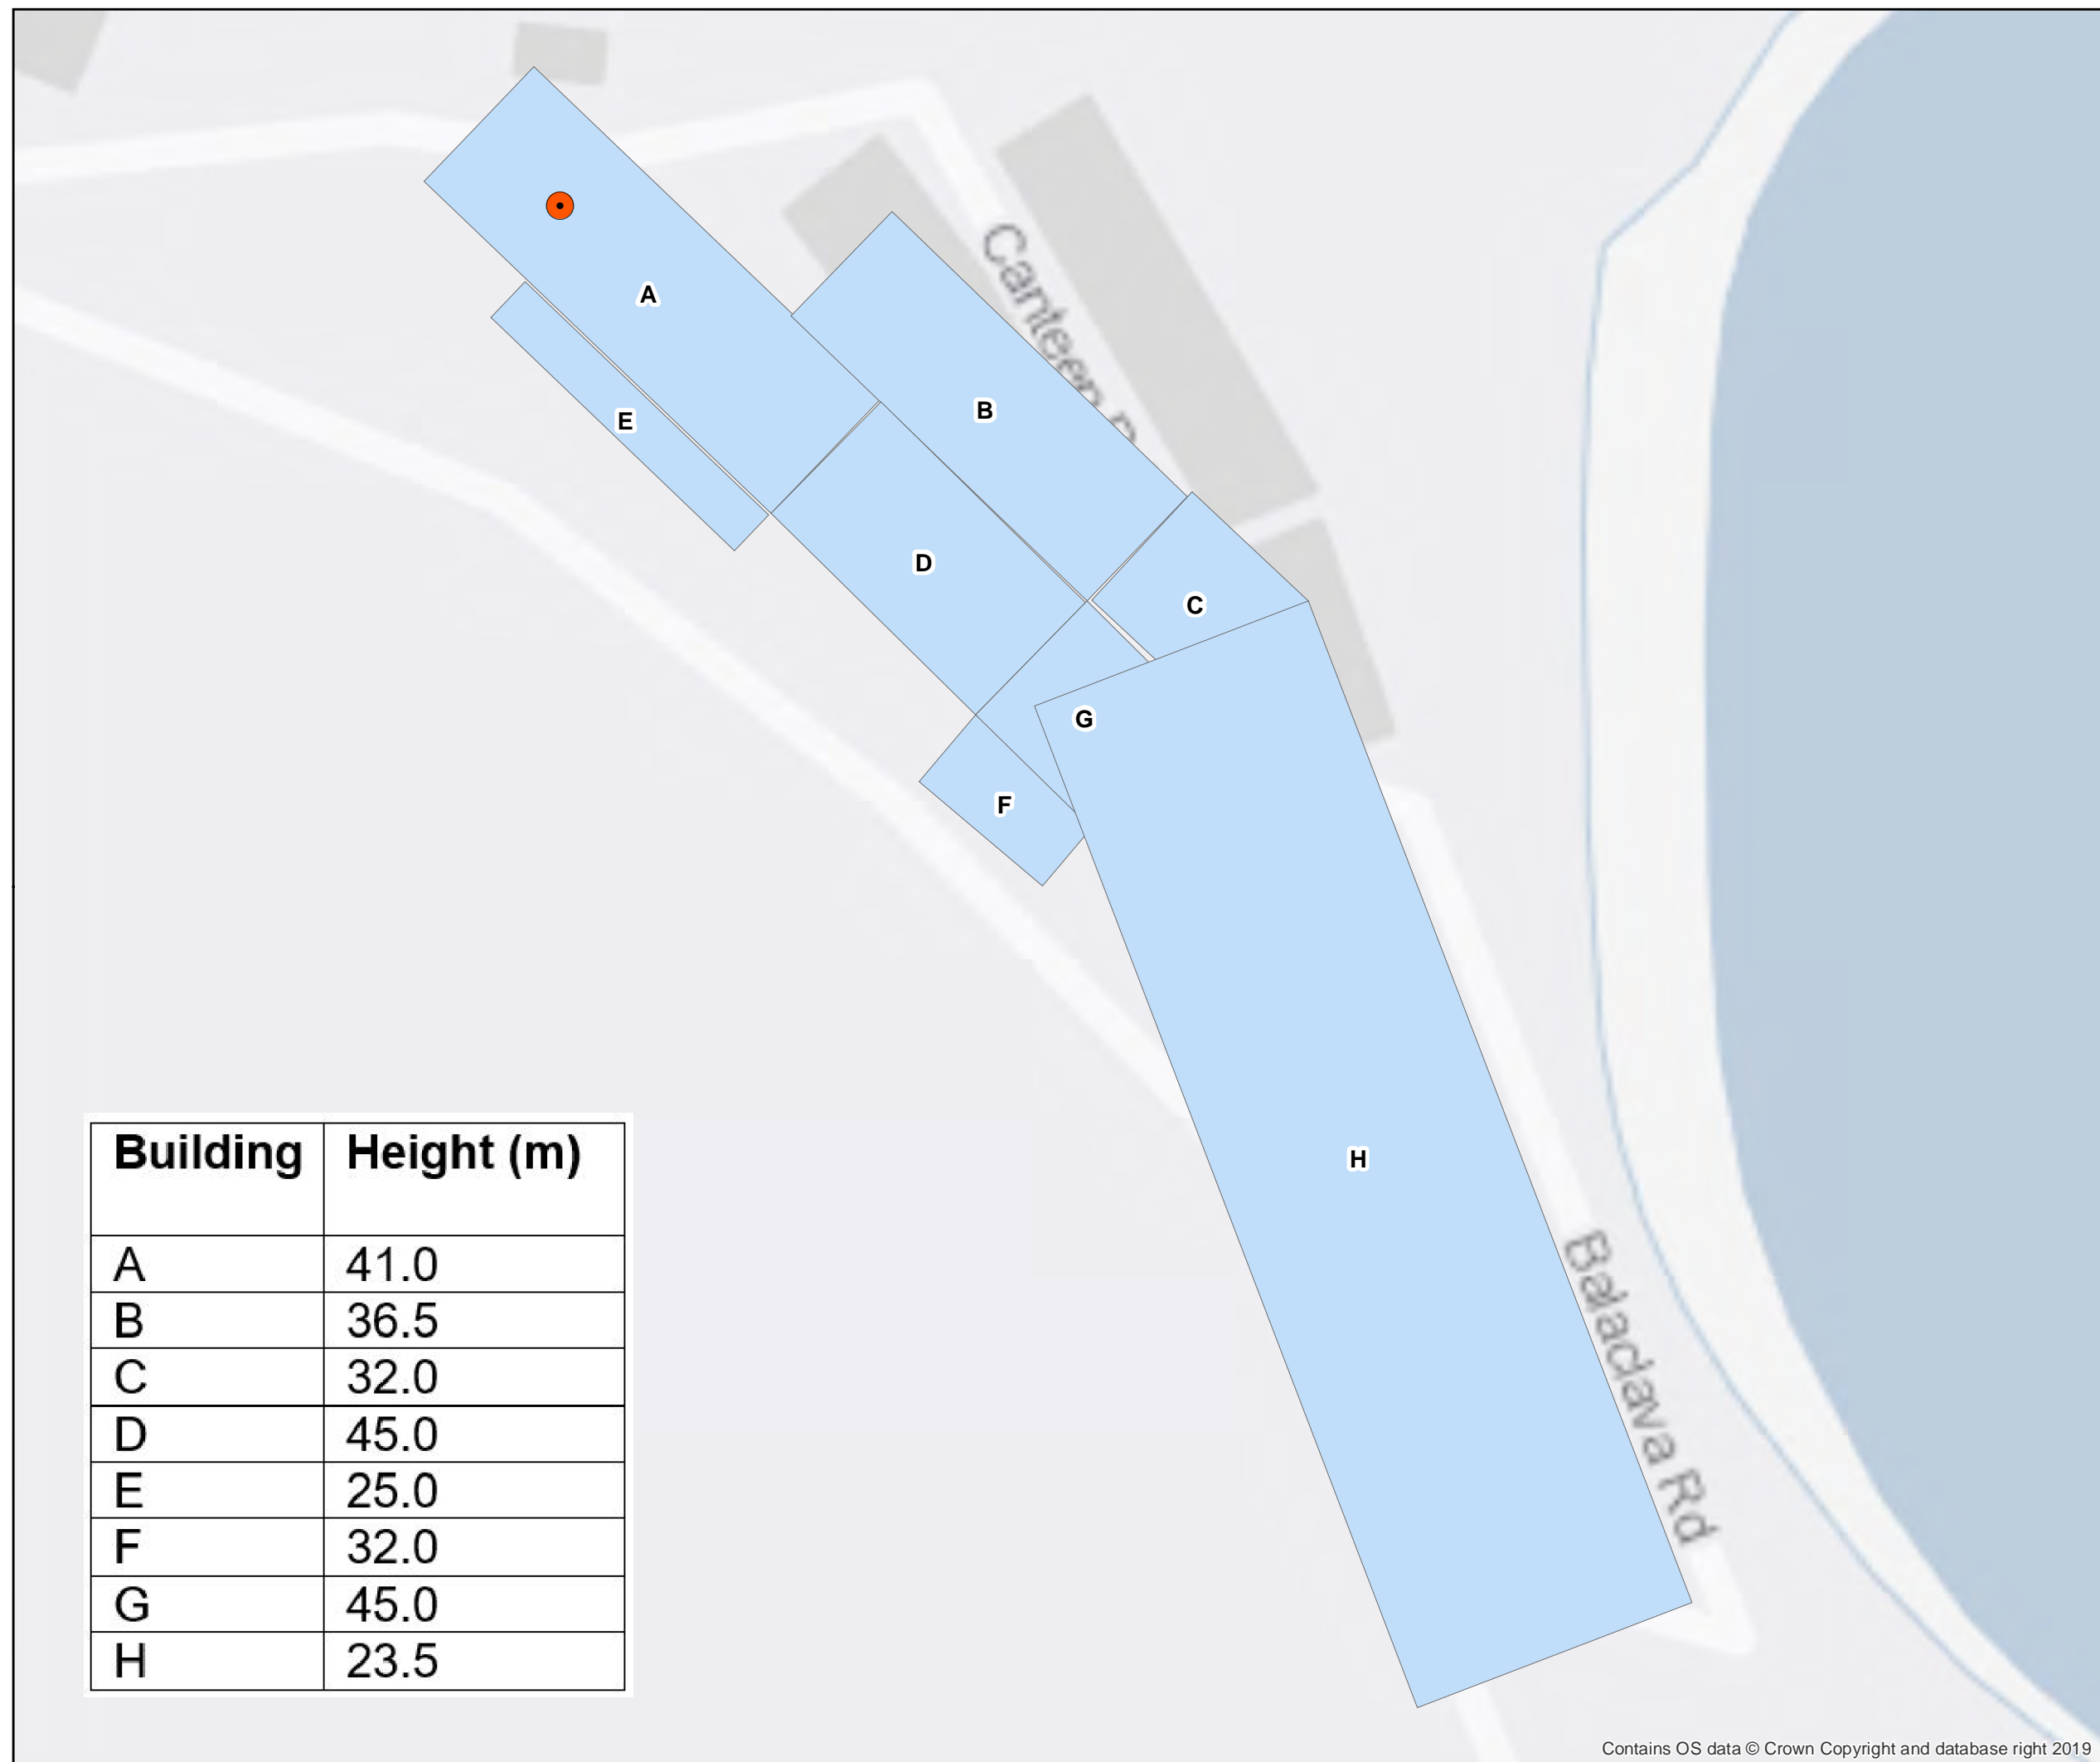 A
Canteen R
B
E
D
C
G
F
H
Balaclava Rd
Building Height (m)
A 41.0
B 36.5
C 32.0
D 45.0
E 25.0
F 32.0
G 45.0
H 23.5
Contains OS data © Crown Copyright and database right 2019